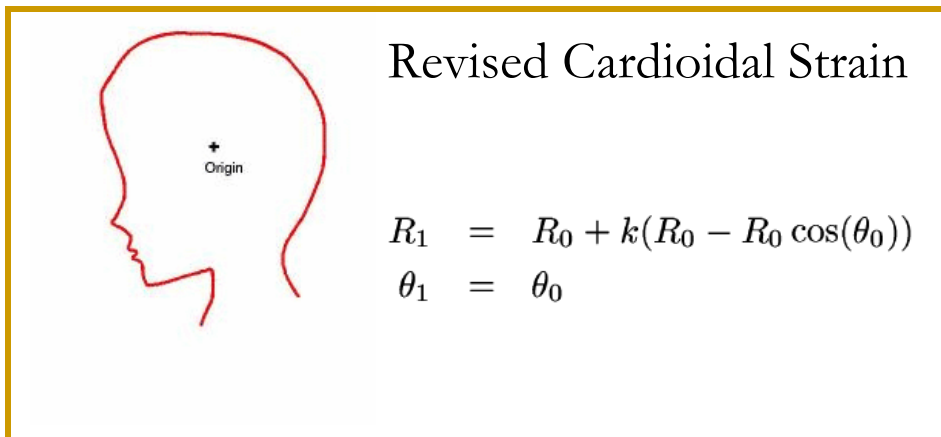 Revised Cardioidal Strain
Origin
R₁ = R₀ + k(R₀ − R₀ cos(θ₀))
θ₁ = θ₀